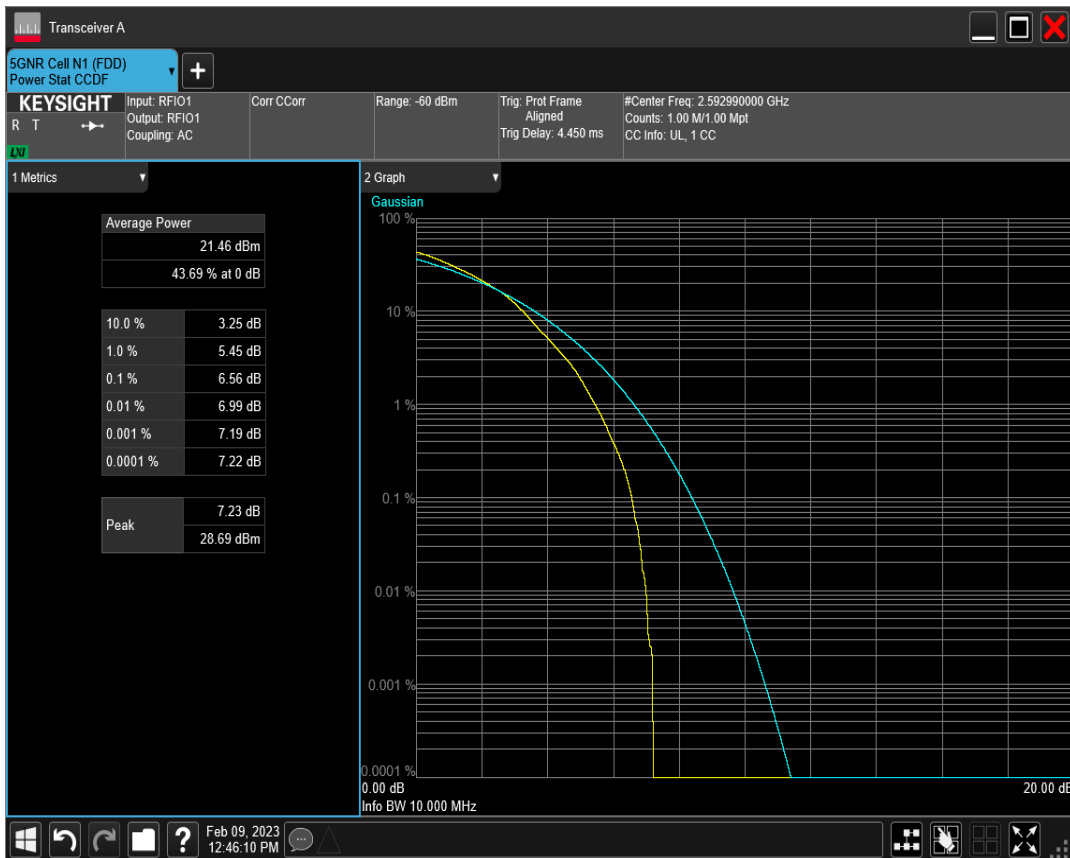 Transceiver A
5GNR Cell N1 (FDD)
Power Stat CCDF
+
KEYSIGHT
R T
LXI
Input: RFIO1
Output: RFIO1
Coupling: AC
Corr CCorr
Range: -60 dBm
Trig: Prot Frame
Aligned
Trig Delay: 4.450 ms
#Center Freq: 2.592990000 GHz
Counts: 1.00 M/1.00 Mpt
CC Info: UL, 1 CC
1 Metrics
Average Power
21.46 dBm
43.69 % at 0 dB
10.0 % 3.25 dB
1.0 % 5.45 dB
0.1 % 6.56 dB
0.01 % 6.99 dB
0.001 % 7.19 dB
0.0001 % 7.22 dB
Peak
7.23 dB
28.69 dBm
2 Graph
Gaussian
100 %
10 %
1 %
0.1 %
0.01 %
0.001 %
0.0001 %
0.00 dB
20.00 dB
Info BW 10.000 MHz
?
Feb 09, 2023
12:46:10 PM